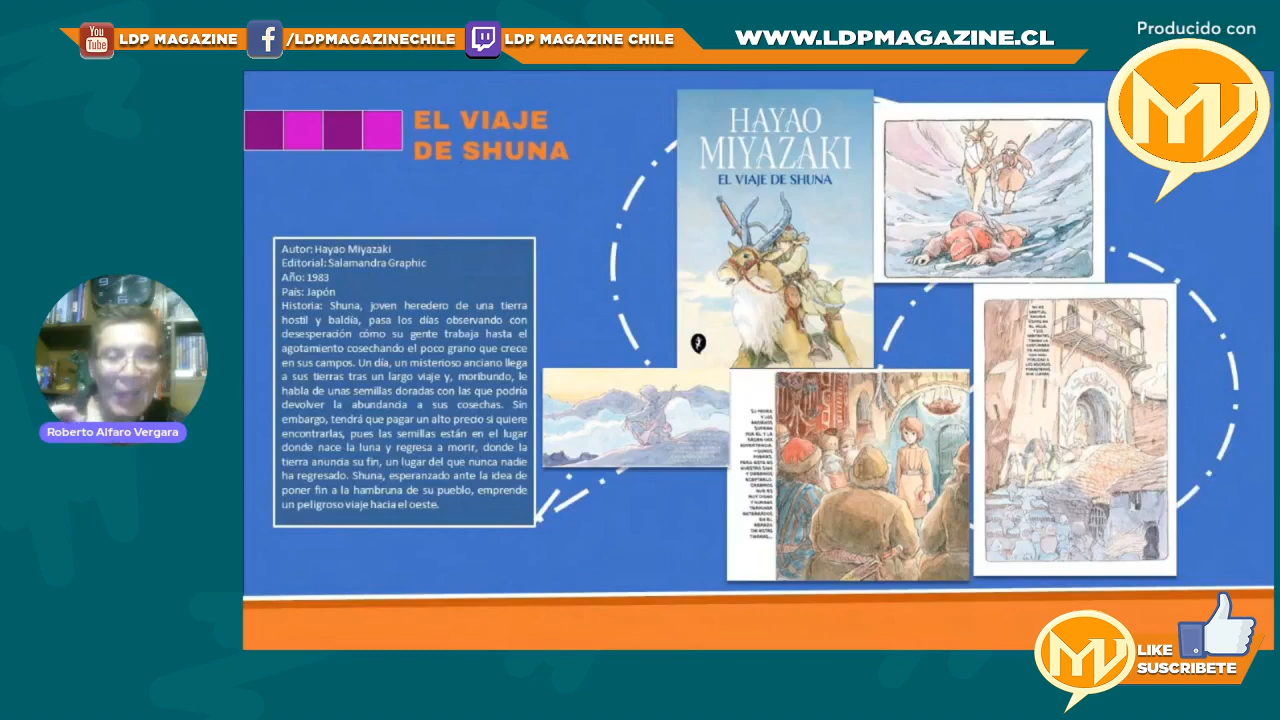 You
Tube
LDP MAGAZINE
/LDPMAGAZINECHILE
LDP MAGAZINE CHILE
WWW.LDPMAGAZINE.CL
Producido con
MV
EL VIAJE
DE SHUNA
HAYAO
MIYAZAKI
EL VIAJE DE SHUNA
Autor: Hayao Miyazaki
Editorial: Salamandra Graphic
Año: 1983
País: Japón
Historia: Shuna, joven heredero de una tierra
hostil y baldía, pasa los días observando con
desesperación cómo su gente trabaja hasta el
agotamiento cosechando el poco grano que crece
en sus campos. Un día, un misterioso anciano llega
a sus tierras tras un largo viaje y, moribundo, le
habla de unas semillas doradas con las que podría
devolver la abundancia a sus cosechas. Sin
embargo, tendrá que pagar un alto precio si quiere
encontrarlas, pues las semillas están en el lugar
donde nace la luna y regresa a morir, donde la
tierra anuncia su fin, un lugar del que nunca nadie
ha regresado. Shuna, esperanzado ante la idea de
poner fin a la hambruna de su pueblo, emprende
un peligroso viaje hacia el oeste.
Roberto Alfaro Vergara
MV
LIKE
SUSCRIBETE